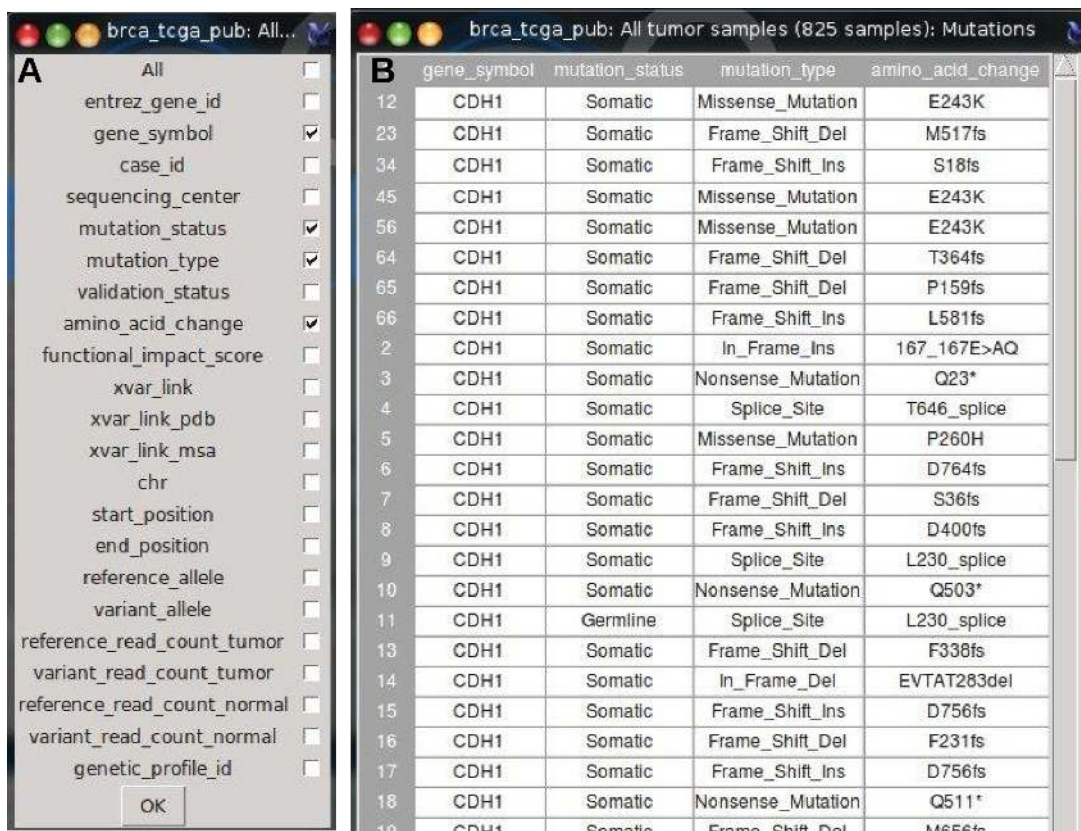 brca_tcga_pub: All...
A
All
entrez_gene_id
gene_symbol
case_id
sequencing_center
mutation_status
mutation_type
validation_status
amino_acid_change
functional_impact_score
xvar_link
xvar_link_pdb
xvar_link_msa
chr
start_position
end_position
reference_allele
variant_allele
reference_read_count_tumor
variant_read_count_tumor
reference_read_count_normal
variant_read_count_normal
genetic_profile_id
OK
brca_tcga_pub: All tumor samples (825 samples): Mutations
B gene_symbol mutation_status mutation_type amino_acid_change
12 CDH1 Somatic Missense_Mutation E243K
23 CDH1 Somatic Frame_Shift_Del M517fs
34 CDH1 Somatic Frame_Shift_Ins S18fs
45 CDH1 Somatic Missense_Mutation E243K
56 CDH1 Somatic Missense_Mutation E243K
64 CDH1 Somatic Frame_Shift_Del T364fs
65 CDH1 Somatic Frame_Shift_Del P159fs
66 CDH1 Somatic Frame_Shift_Ins L581fs
2 CDH1 Somatic In_Frame_Ins 167_167E>AQ
3 CDH1 Somatic Nonsense_Mutation Q23*
4 CDH1 Somatic Splice_Site T646_splice
5 CDH1 Somatic Missense_Mutation P260H
6 CDH1 Somatic Frame_Shift_Ins D764fs
7 CDH1 Somatic Frame_Shift_Del S36fs
8 CDH1 Somatic Frame_Shift_Ins D400fs
9 CDH1 Somatic Splice_Site L230_splice
10 CDH1 Somatic Nonsense_Mutation Q503*
11 CDH1 Germline Splice_Site L230_splice
13 CDH1 Somatic Frame_Shift_Del F338fs
14 CDH1 Somatic In_Frame_Del EVTAT283del
15 CDH1 Somatic Frame_Shift_Ins D756fs
16 CDH1 Somatic Frame_Shift_Del F231fs
17 CDH1 Somatic Frame_Shift_Ins D756fs
18 CDH1 Somatic Nonsense_Mutation Q511*
19 CDH1 Somatic Frame_Shift_Del M656fs